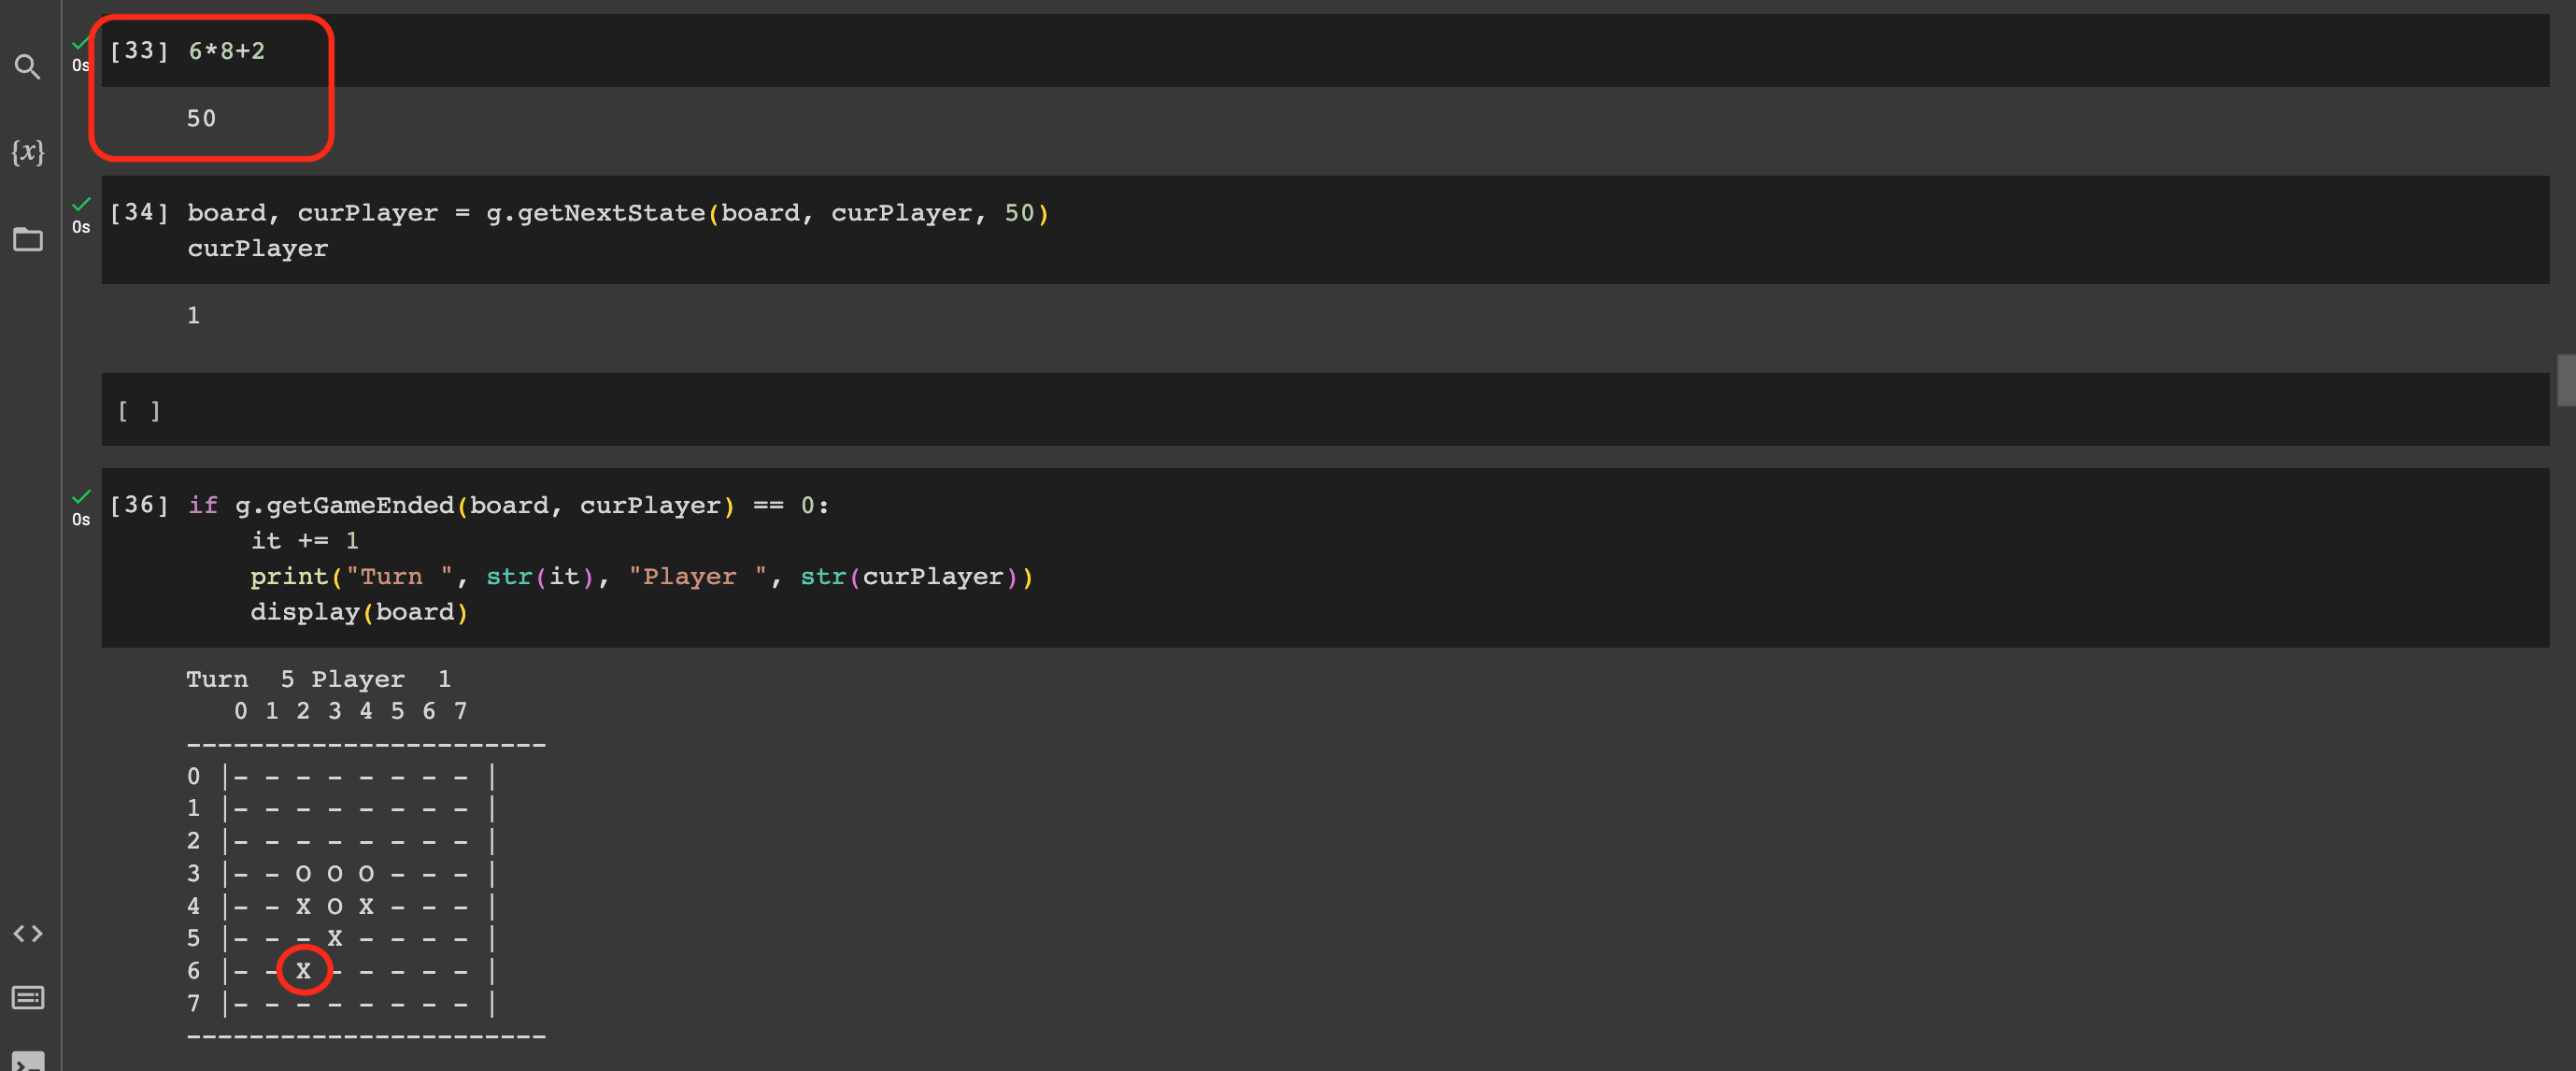 [33] 6*8+2
0s
50
{x}
[34] board, curPlayer = g.getNextState(board, curPlayer, 50)
0s
curPlayer
1
[ ]
[36] if g.getGameEnded(board, curPlayer) == 0:
0s
it += 1
print("Turn ", str(it), "Player ", str(curPlayer))
display(board)
Turn  5 Player  1
0 1 2 3 4 5 6 7
-----------------------
0 |- - - - - - - - |
1 |- - - - - - - - |
2 |- - - - - - - - |
3 |- - O O O - - - |
4 |- - X O X - - - |
5 |- - - X - - - - |
6 |- - X - - - - - |
7 |- - - - - - - - |
-----------------------